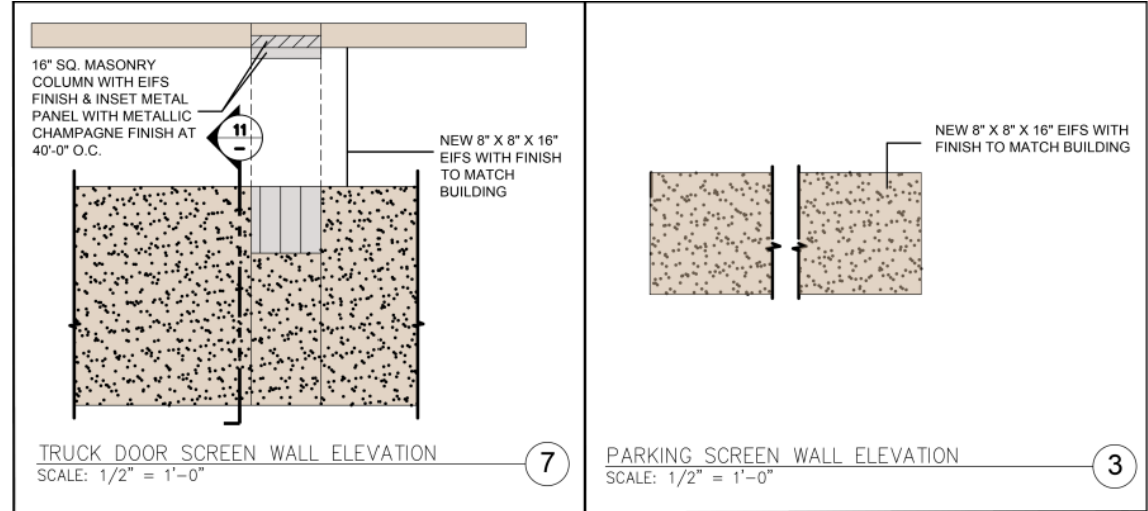 16" SQ. MASONRY
COLUMN WITH EIFS
FINISH & INSET METAL
PANEL WITH METALLIC
CHAMPAGNE FINISH AT
40'-0" O.C.
11
-
NEW 8" X 8" X 16"
EIFS WITH FINISH
TO MATCH
BUILDING
TRUCK DOOR SCREEN WALL ELEVATION
SCALE: 1/2" = 1'-0"
7
NEW 8" X 8" X 16" EIFS WITH
FINISH TO MATCH BUILDING
PARKING SCREEN WALL ELEVATION
SCALE: 1/2" = 1'-0"
3